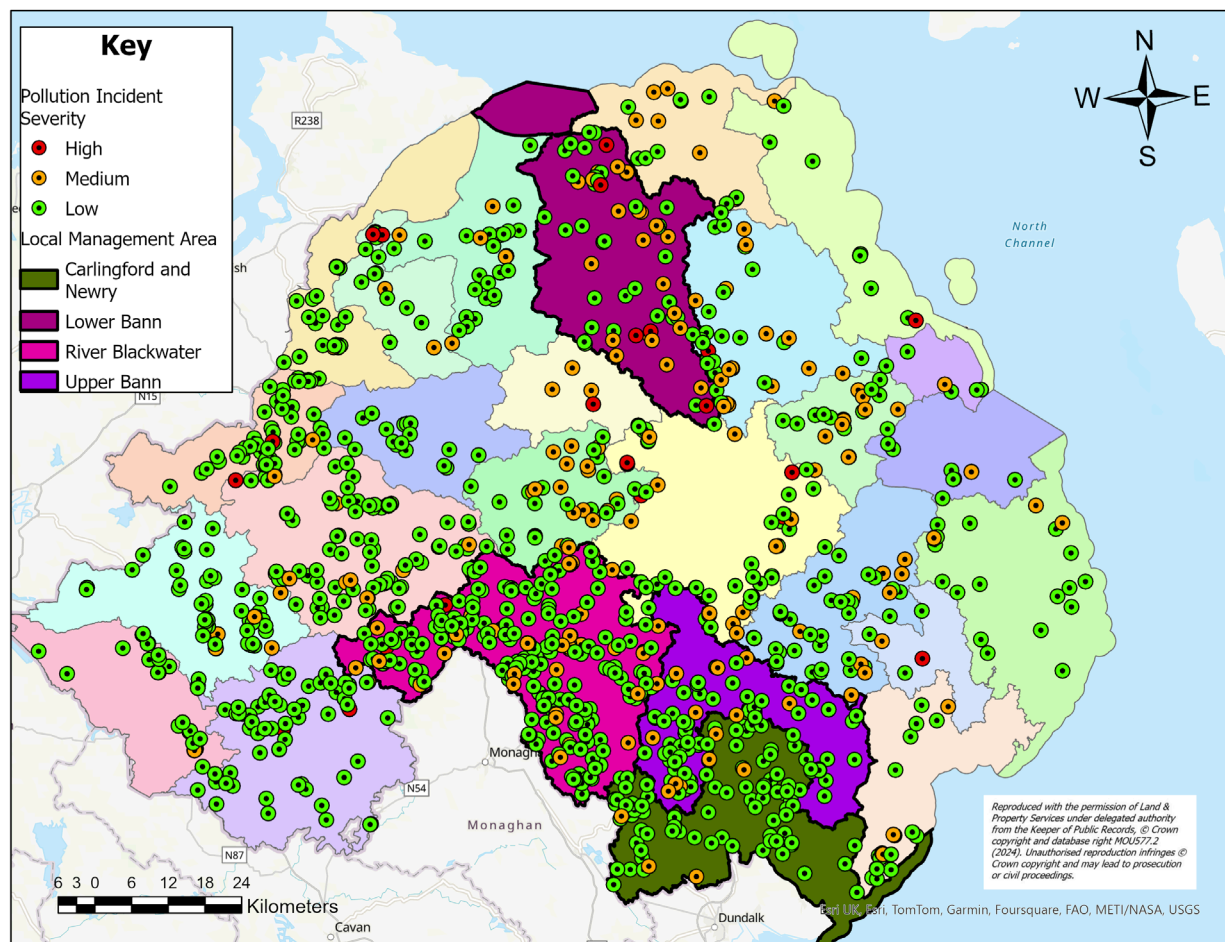 Key
Pollution Incident
Severity
High
Medium
Low
Local Management Area
Carlingford and
Newry
Lower Bann
River Blackwater
Upper Bann
N
W
E
S
R238
North
Channel
sh
N15
Monagh
N54
Monaghan
N87
Dundalk
Cavan
6 3 0 6 12 18 24
Kilometers
Reproduced with the permission of Land &
Property Services under delegated authority
from the Keeper of Public Records, © Crown
copyright and database right MOU577.2
(2024). Unauthorised reproduction infringes ©
Crown copyright and may lead to prosecution
or civil proceedings.
Esri UK, Esri, TomTom, Garmin, Foursquare, FAO, METI/NASA, USGS